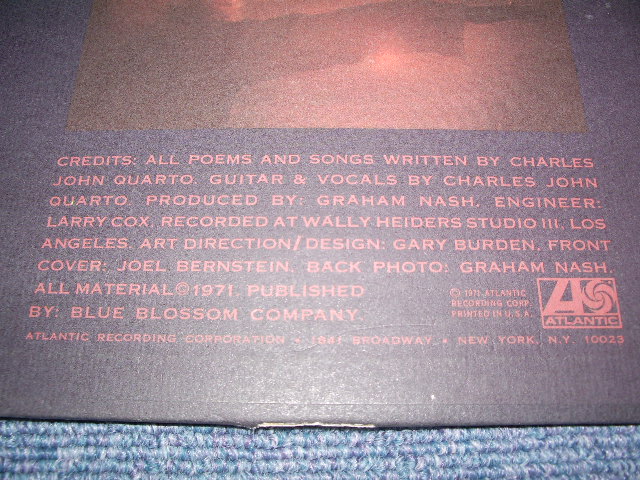 CREDITS: ALL POEMS AND SONGS WRITTEN BY CHARLES
JOHN QUARTO. GUITAR & VOCALS BY CHARLES JOHN
QUARTO. PRODUCED BY: GRAHAM NASH. ENGINEER:
LARRY COX. RECORDED AT WALLY HEIDERS STUDIO III, LOS
ANGELES. ART DIRECTION/DESIGN: GARY BURDEN. FRONT
COVER: JOEL BERNSTEIN. BACK PHOTO: GRAHAM NASH.
ALL MATERIAL © 1971. PUBLISHED
BY: BLUE BLOSSOM COMPANY.
© 1971 ATLANTIC
RECORDING CORP.
PRINTED IN U.S.A.
ATLANTIC
ATLANTIC RECORDING CORPORATION • 1841 BROADWAY • NEW YORK, N.Y. 10023